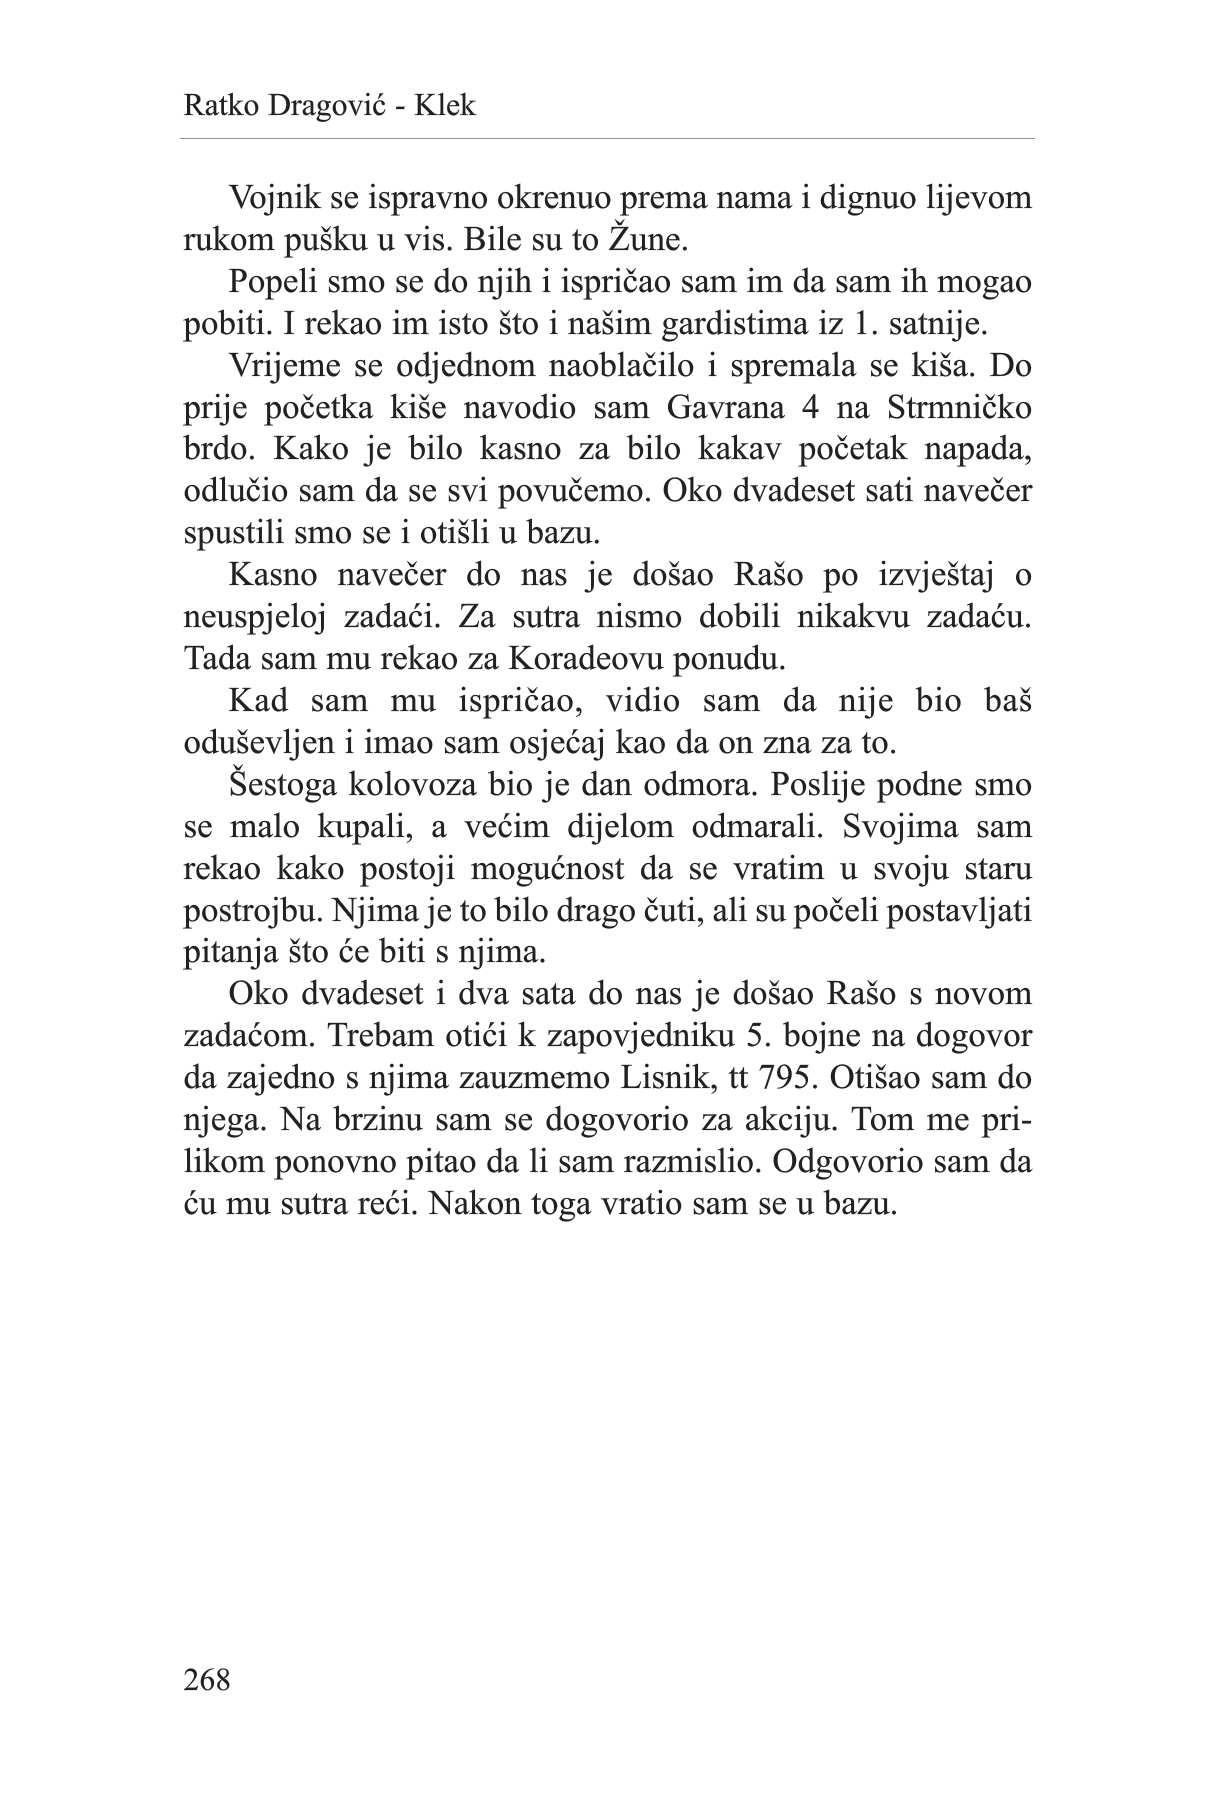 Ratko Dragović - Klek
Vojnik se ispravno okrenuo prema nama i dignuo lijevom
rukom pušku u vis. Bile su to Žune.
Popeli smo se do njih i ispričao sam im da sam ih mogao
pobiti. I rekao im isto što i našim gardistima iz 1. satnije.
Vrijeme se odjednom naoblačilo i spremala se kiša. Do
prije početka kiše navodio sam Gavrana 4 na Strmničko
brdo. Kako je bilo kasno za bilo kakav početak napada,
odlučio sam da se svi povučemo. Oko dvadeset sati navečer
spustili smo se i otišli u bazu.
Kasno navečer do nas je došao Rašo po izvještaj o
neuspjeloj zadaći. Za sutra nismo dobili nikakvu zadaću.
Tada sam mu rekao za Koradeovu ponudu.
Kad sam mu ispričao, vidio sam da nije bio baš
oduševljen i imao sam osjećaj kao da on zna za to.
Šestoga kolovoza bio je dan odmora. Poslije podne smo
se malo kupali, a većim dijelom odmarali. Svojima sam
rekao kako postoji mogućnost da se vratim u svoju staru
postrojbu. Njima je to bilo drago čuti, ali su počeli postavljati
pitanja što će biti s njima.
Oko dvadeset i dva sata do nas je došao Rašo s novom
zadaćom. Trebam otići k zapovjedniku 5. bojne na dogovor
da zajedno s njima zauzmemo Lisnik, tt 795. Otišao sam do
njega. Na brzinu sam se dogovorio za akciju. Tom me pri-
likom ponovno pitao da li sam razmislio. Odgovorio sam da
ću mu sutra reći. Nakon toga vratio sam se u bazu.
268